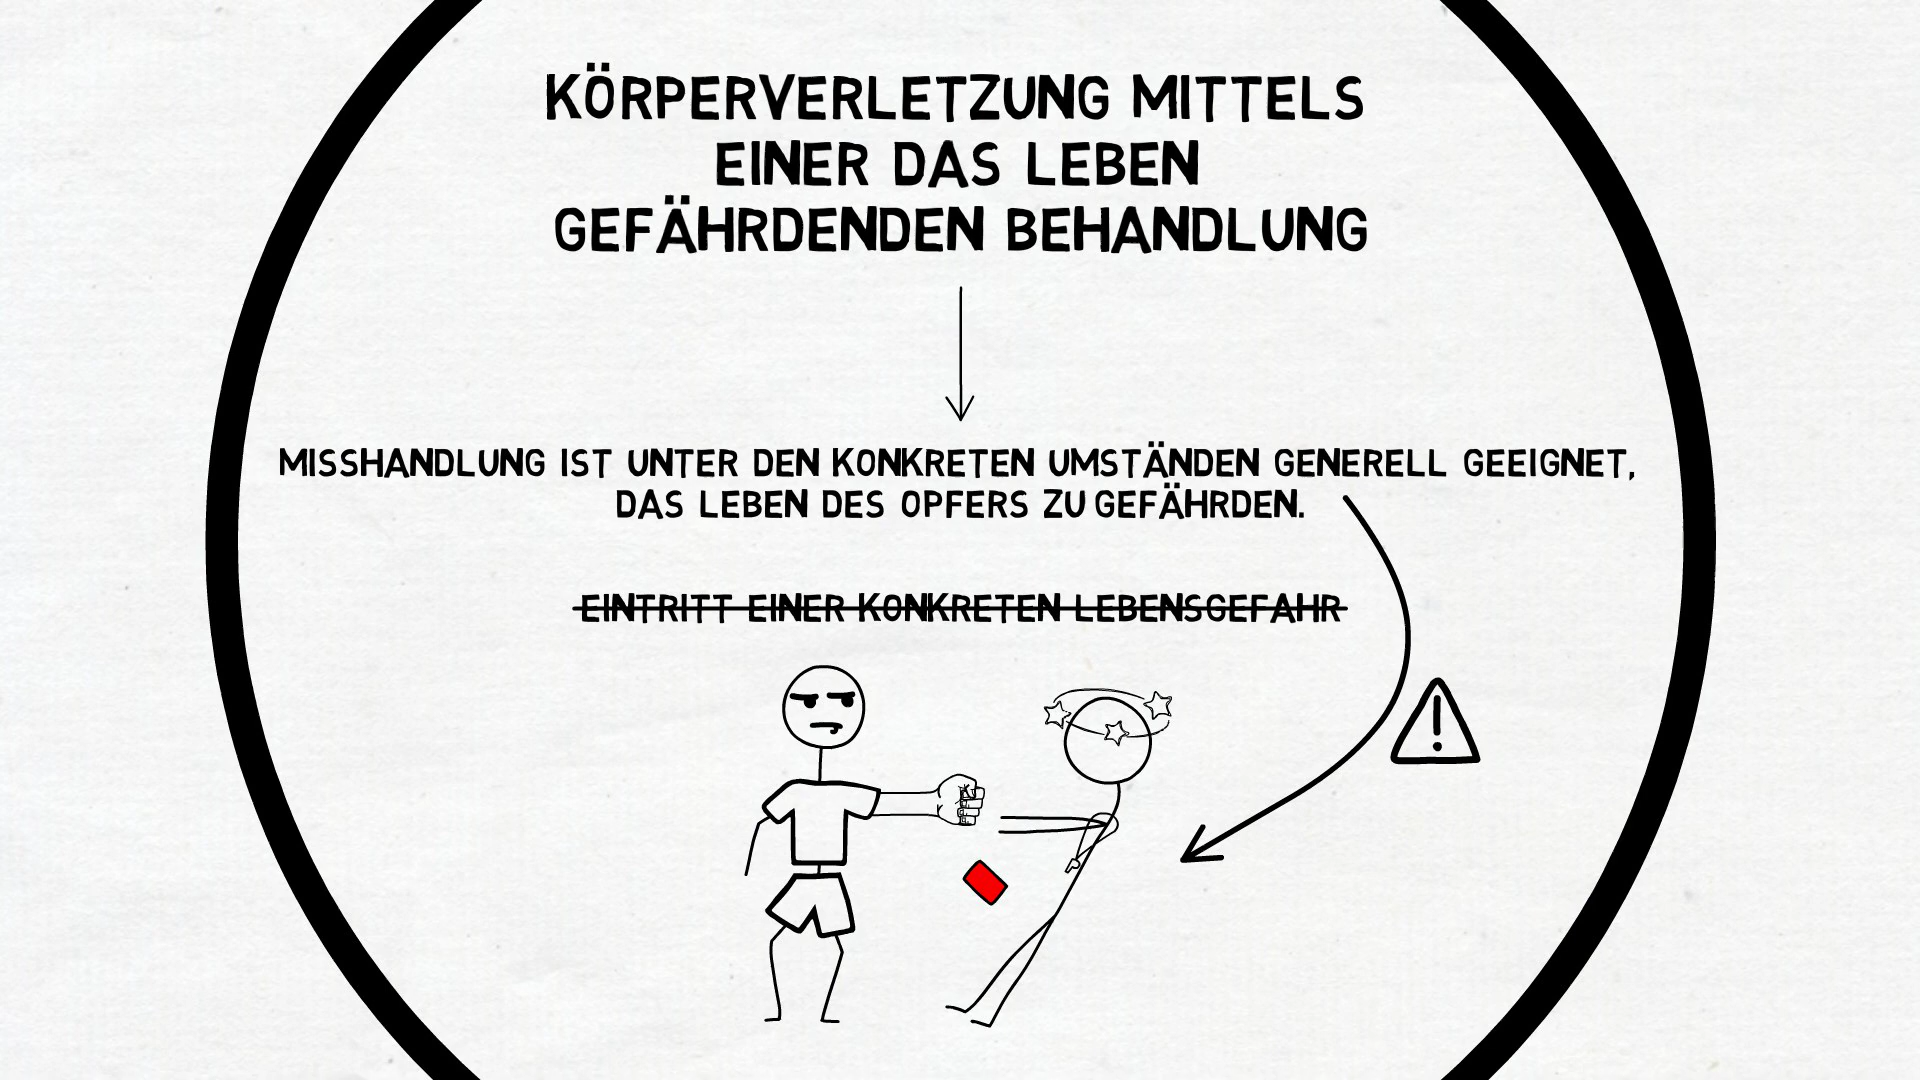 KÖRPERVERLETZUNG MITTELS
EINER DAS LEBEN
GEFÄHRDENDEN BEHANDLUNG
MISSHANDLUNG IST UNTER DEN KONKRETEN UMSTÄNDEN GENERELL GEEIGNET,
DAS LEBEN DES OPFERS ZU GEFÄHRDEN.
EINTRITT EINER KONKRETEN LEBENSGEFAHR